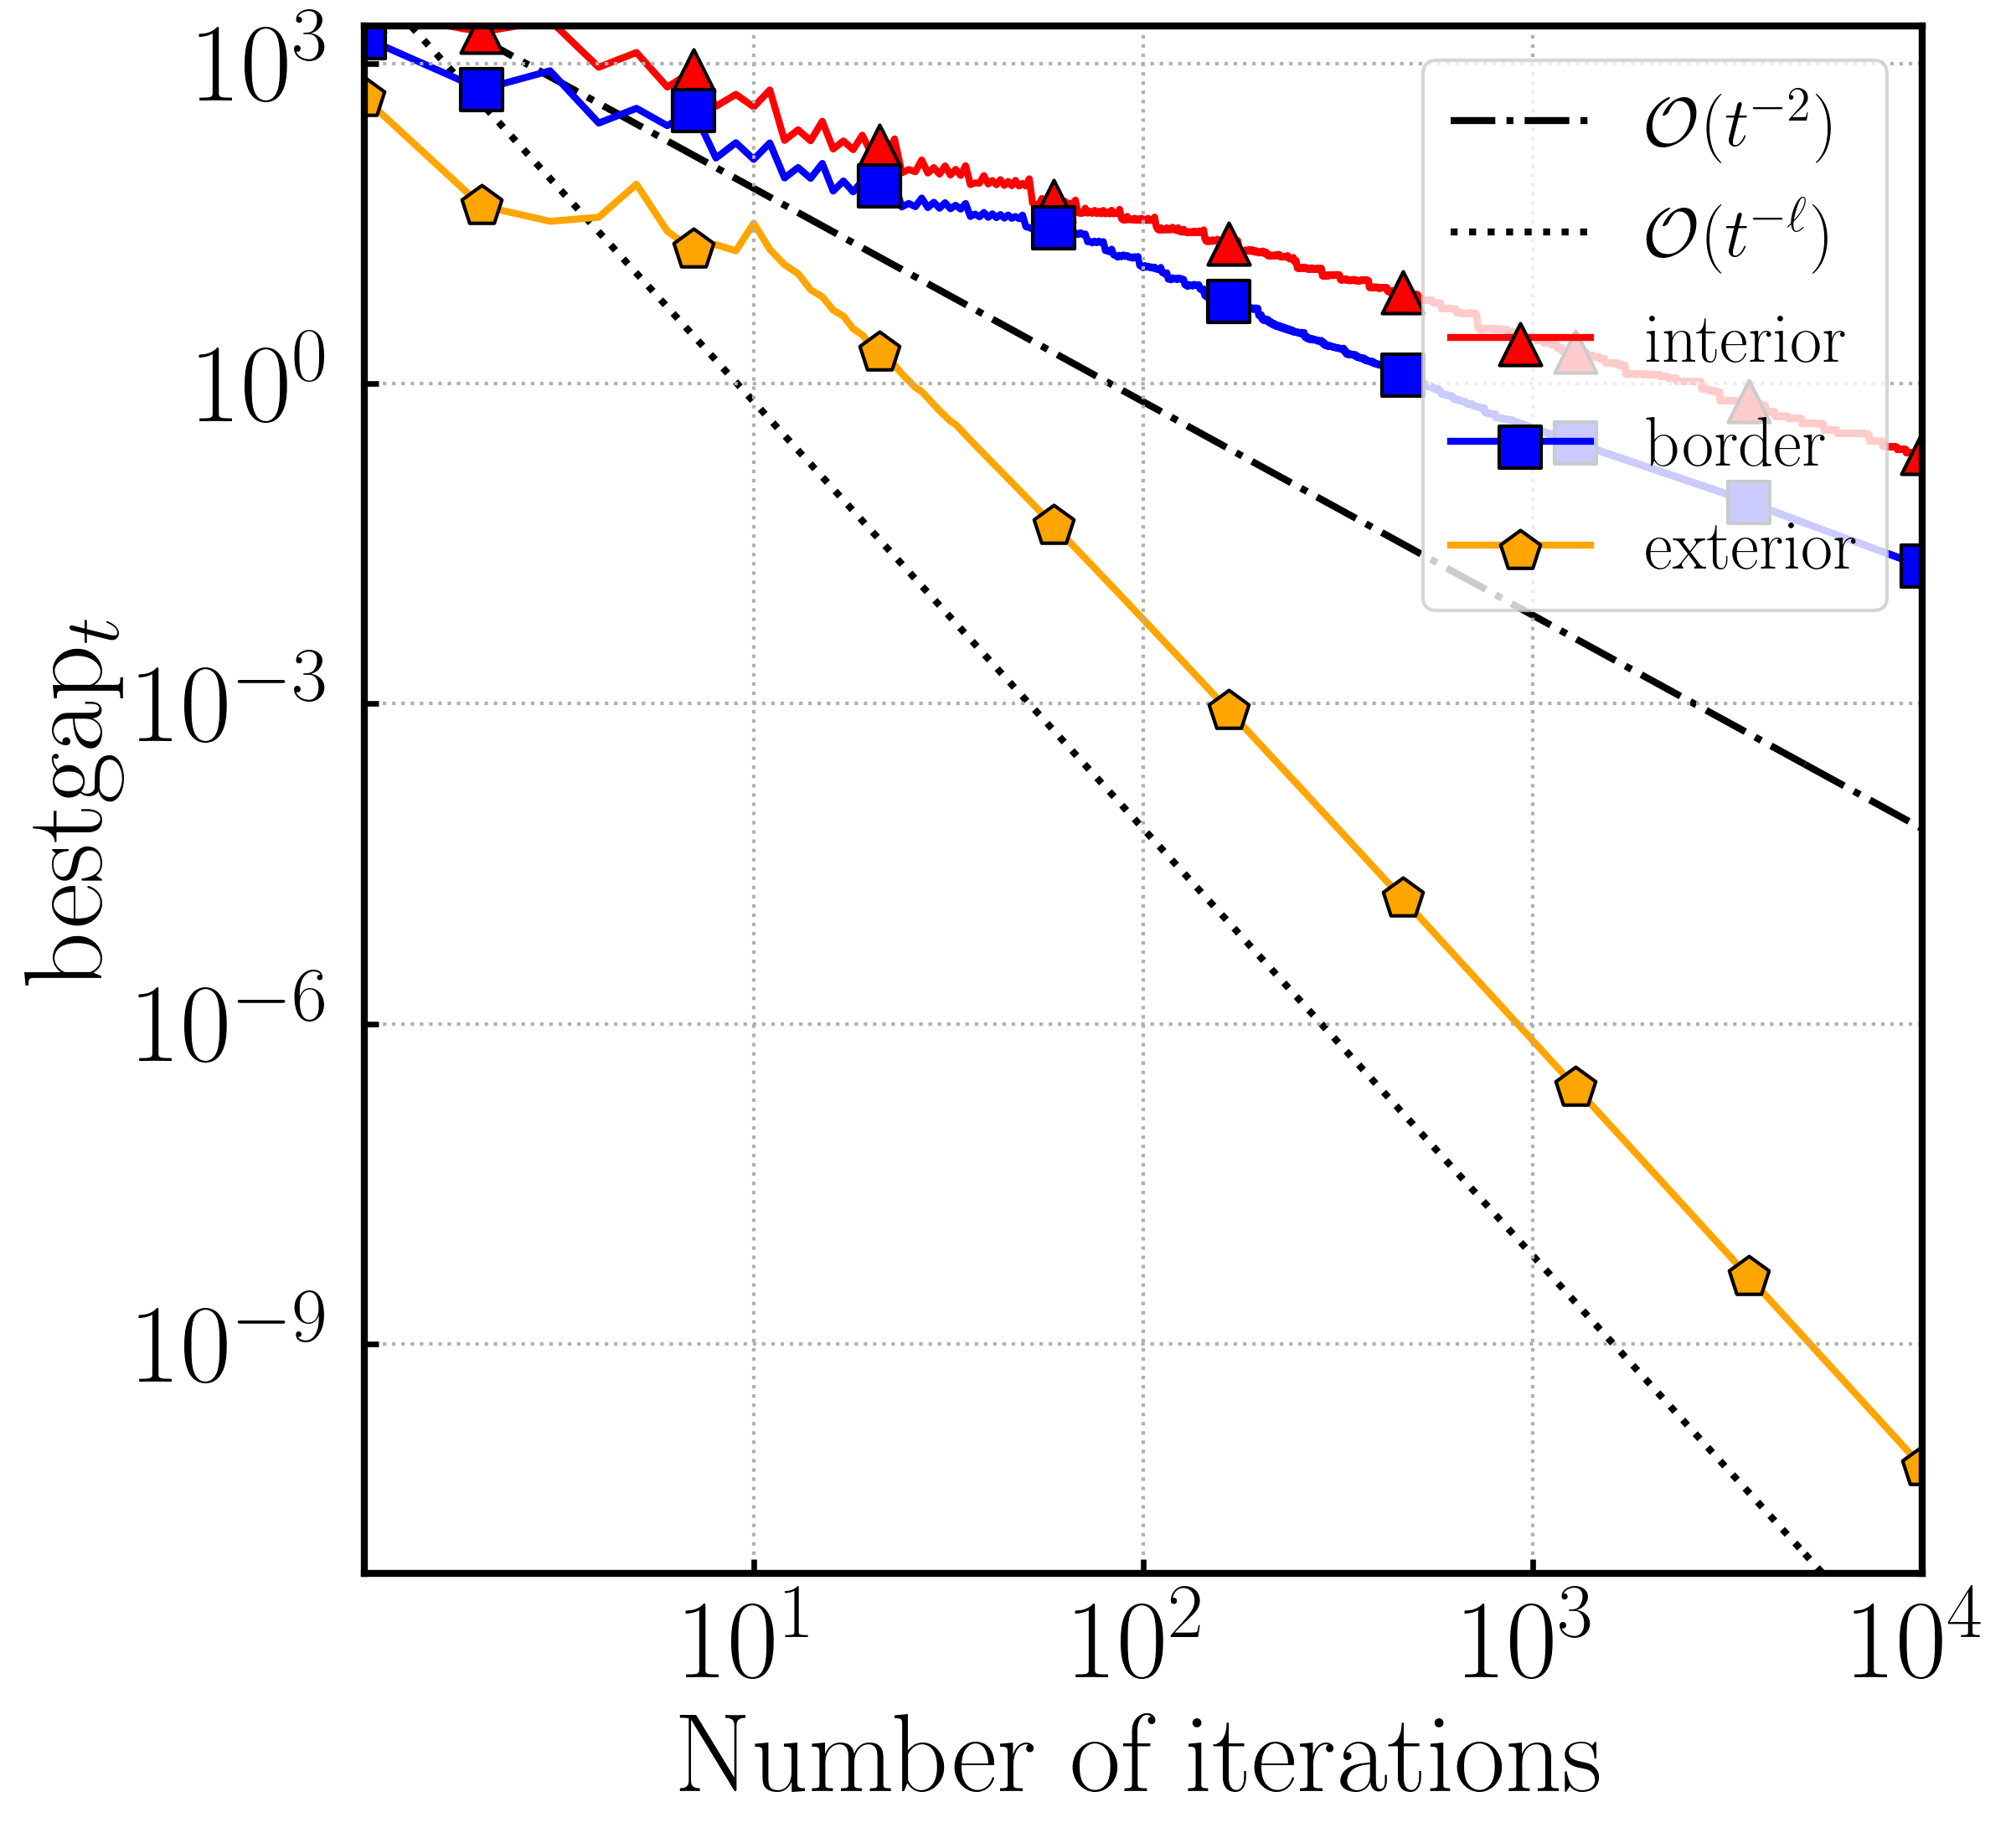 bestgap_t
10^3
10^0
10^{-3}
10^{-6}
10^{-9}
𝒪(t^{-2})
𝒪(t^{-ℓ})
interior
border
exterior
10^1 10^2 10^3 10^4
Number of iterations